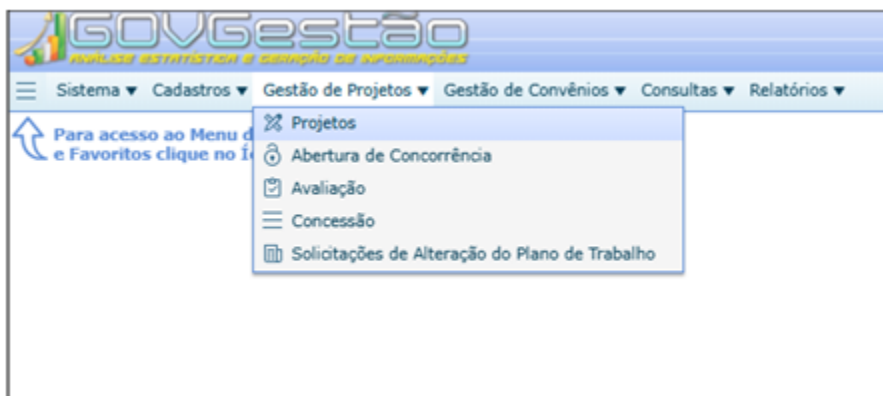 GOVGestão
ANÁLISE ESTATÍSTICA E GERAÇÃO DE INFORMAÇÕES
Sistema ▼ Cadastros ▼ Gestão de Projetos ▼ Gestão de Convênios ▼ Consultas ▼ Relatórios ▼
Para acesso ao Menu d
e Favoritos clique no Í
Projetos
Abertura de Concorrência
Avaliação
Concessão
Solicitações de Alteração do Plano de Trabalho